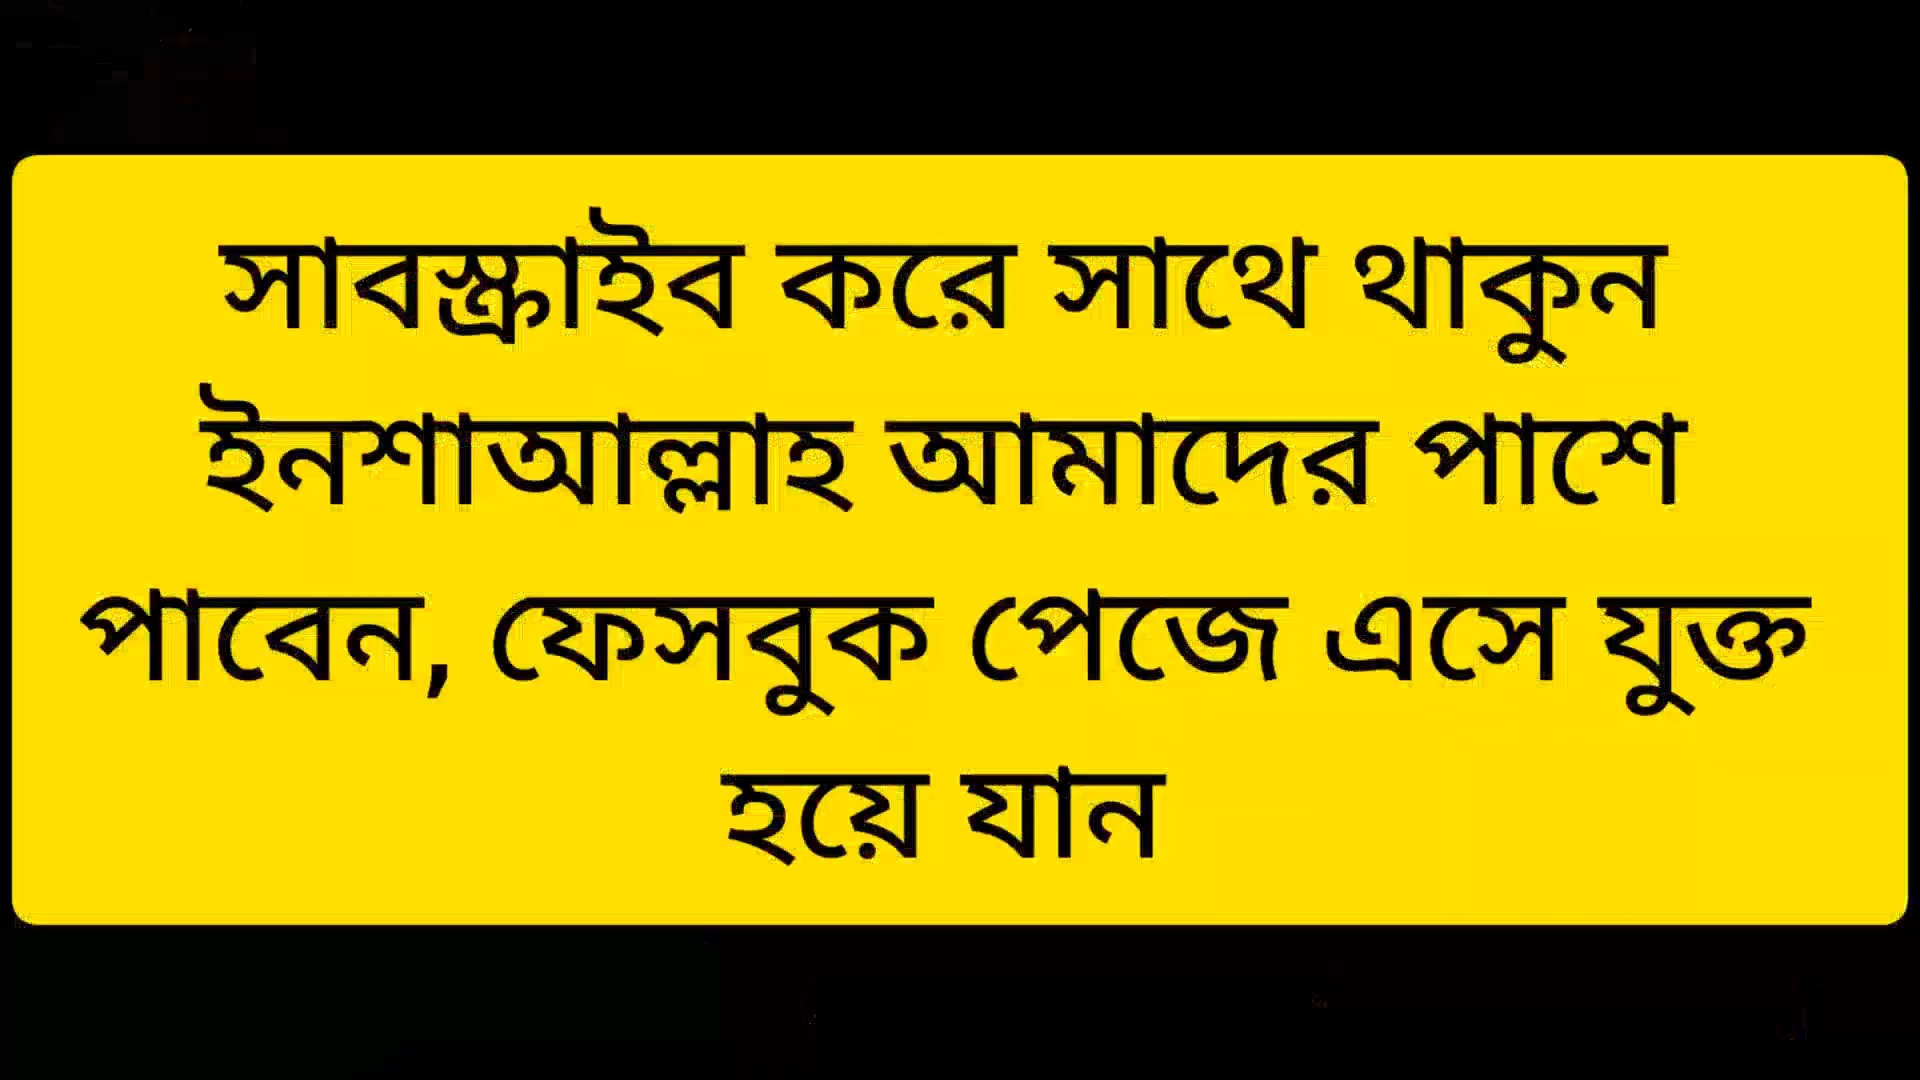 সাবস্ক্রাইব করে সাথে থাকুন
ইনশাআল্লাহ আমাদের পাশে
পাবেন, ফেসবুক পেজে এসে যুক্ত
হয়ে যান